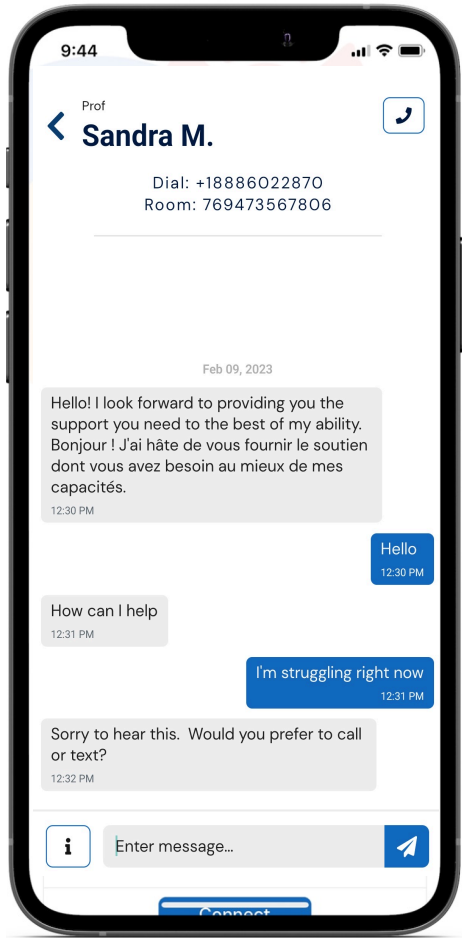 9:44
Prof
Sandra M.
Dial: +18886022870
Room: 769473567806
Feb 09, 2023
Hello! I look forward to providing you the
support you need to the best of my ability.
Bonjour ! J'ai hâte de vous fournir le soutien
dont vous avez besoin au mieux de mes
capacités.
12:30 PM
Hello
12:30 PM
How can I help
12:31 PM
I'm struggling right now
12:31 PM
Sorry to hear this.  Would you prefer to call
or text?
12:32 PM
i
Enter message...
Connect